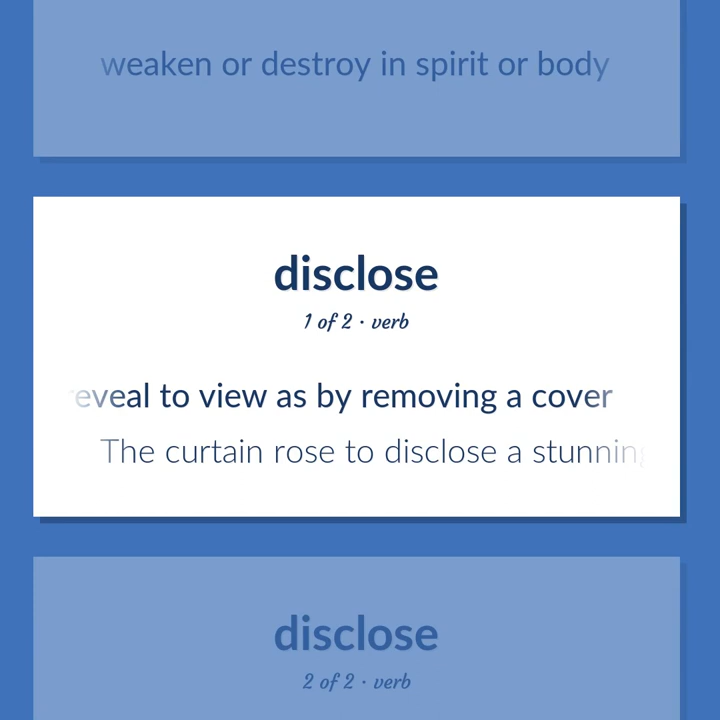 weaken or destroy in spirit or body
disclose
1 of 2 · verb
reveal to view as by removing a cover
The curtain rose to disclose a stunning
disclose
2 of 2 · verb